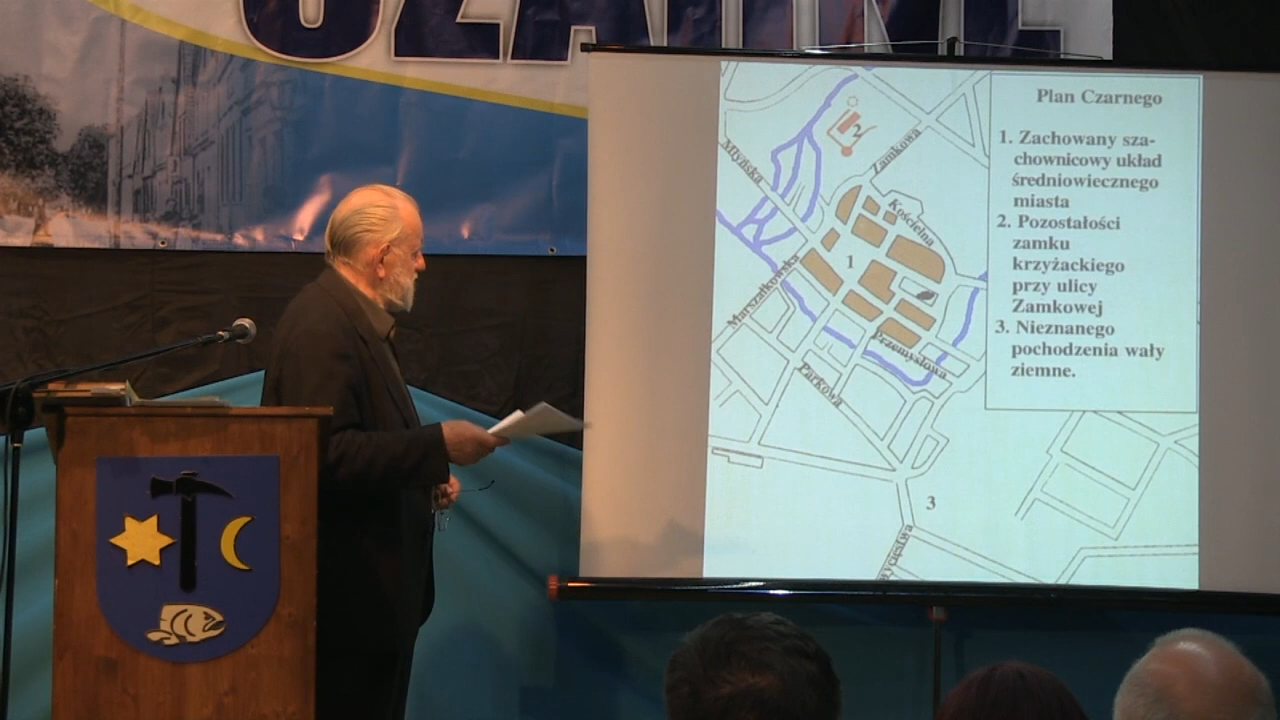 CZARNE
Plan Czarnego
1. Zachowany sza-
chownicowy układ
średniowiecznego
miasta
2. Pozostałości
zamku
krzyżackiego
przy ulicy
Zamkowej
3. Nieznanego
pochodzenia wały
ziemne.
2
Zamkowa
Młyńska
Kościelna
1
Marszałkowska
Przemysłowa
Parkowa
3